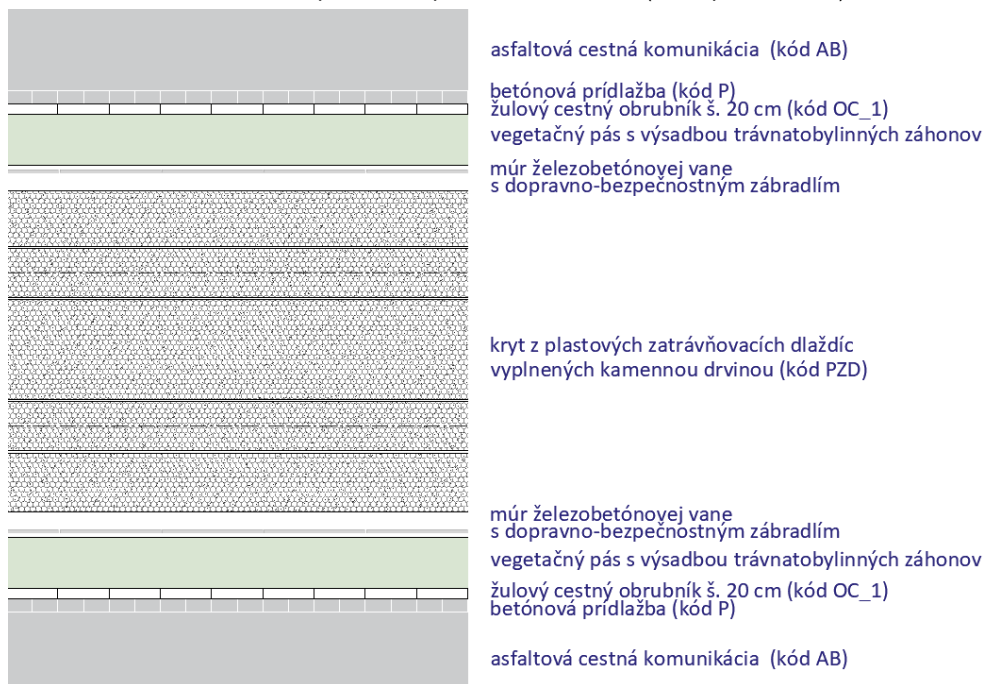 asfaltová cestná komunikácia (kód AB)
betónová prídlažba (kód P)
žulový cestný obrubník š. 20 cm (kód OC_1)
vegetačný pás s výsadbou trávnatobylinných záhonov
múr železobetónovej vane
s dopravno-bezpečnostným zábradlím
kryt z plastových zatrávňovacích dlaždíc
vyplnených kamennou drvinou (kód PZD)
múr železobetónovej vane
s dopravno-bezpečnostným zábradlím
vegetačný pás s výsadbou trávnatobylinných záhonov
žulový cestný obrubník š. 20 cm (kód OC_1)
betónová prídlažba (kód P)
asfaltová cestná komunikácia (kód AB)